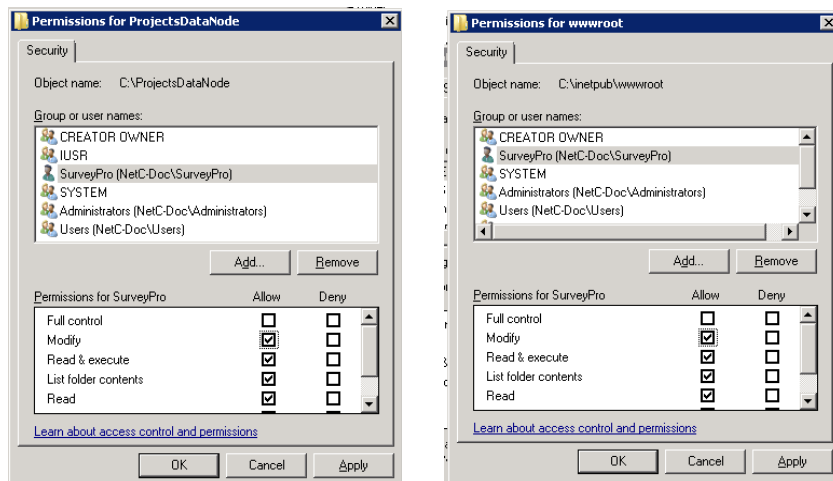 Permissions for ProjectsDataNode
Security
Object name: C:\ProjectsDataNode
Group or user names:
CREATOR OWNER
IUSR
SurveyPro (NetC-Doc\SurveyPro)
SYSTEM
Administrators (NetC-Doc\Administrators)
Users (NetC-Doc\Users)
Add...
Remove
Permissions for SurveyPro Allow Deny
Full control
Modify
Read & execute
List folder contents
Read
Learn about access control and permissions
OK
Cancel
Apply
Permissions for wwwroot
Security
Object name: C:\inetpub\wwwroot
Group or user names:
CREATOR OWNER
SurveyPro (NetC-Doc\SurveyPro)
SYSTEM
Administrators (NetC-Doc\Administrators)
Users (NetC-Doc\Users)
Add...
Remove
Permissions for SurveyPro Allow Deny
Full control
Modify
Read & execute
List folder contents
Read
Learn about access control and permissions
OK
Cancel
Apply